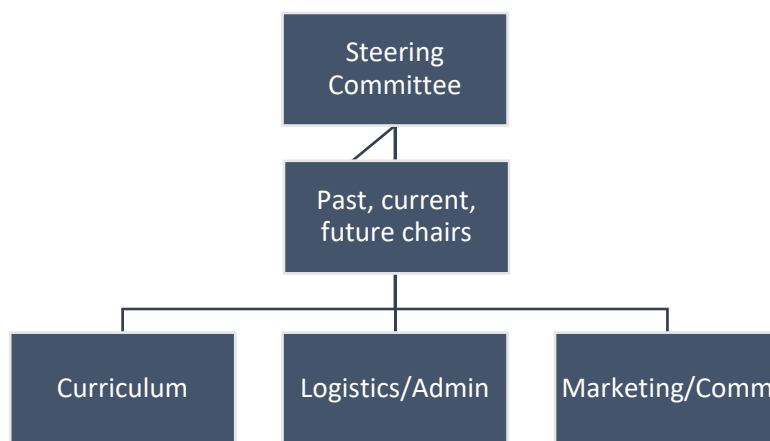 Steering
Committee
Past, current,
future chairs
Curriculum
Logistics/Admin
Marketing/Comm